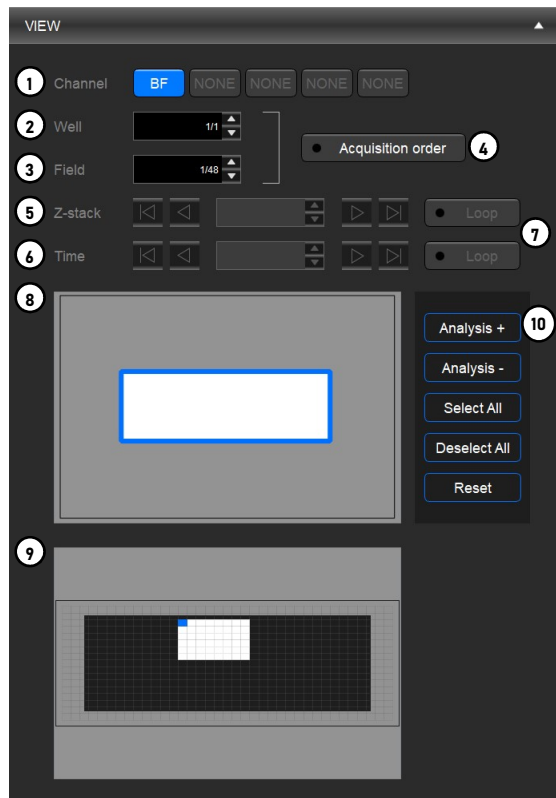 VIEW
1 Channel BF NONE NONE NONE NONE
2 Well 1/1
3 Field 1/48
Acquisition order 4
5 Z-stack Loop
6 Time Loop
7
8
Analysis + 10
Analysis -
Select All
Deselect All
Reset
9